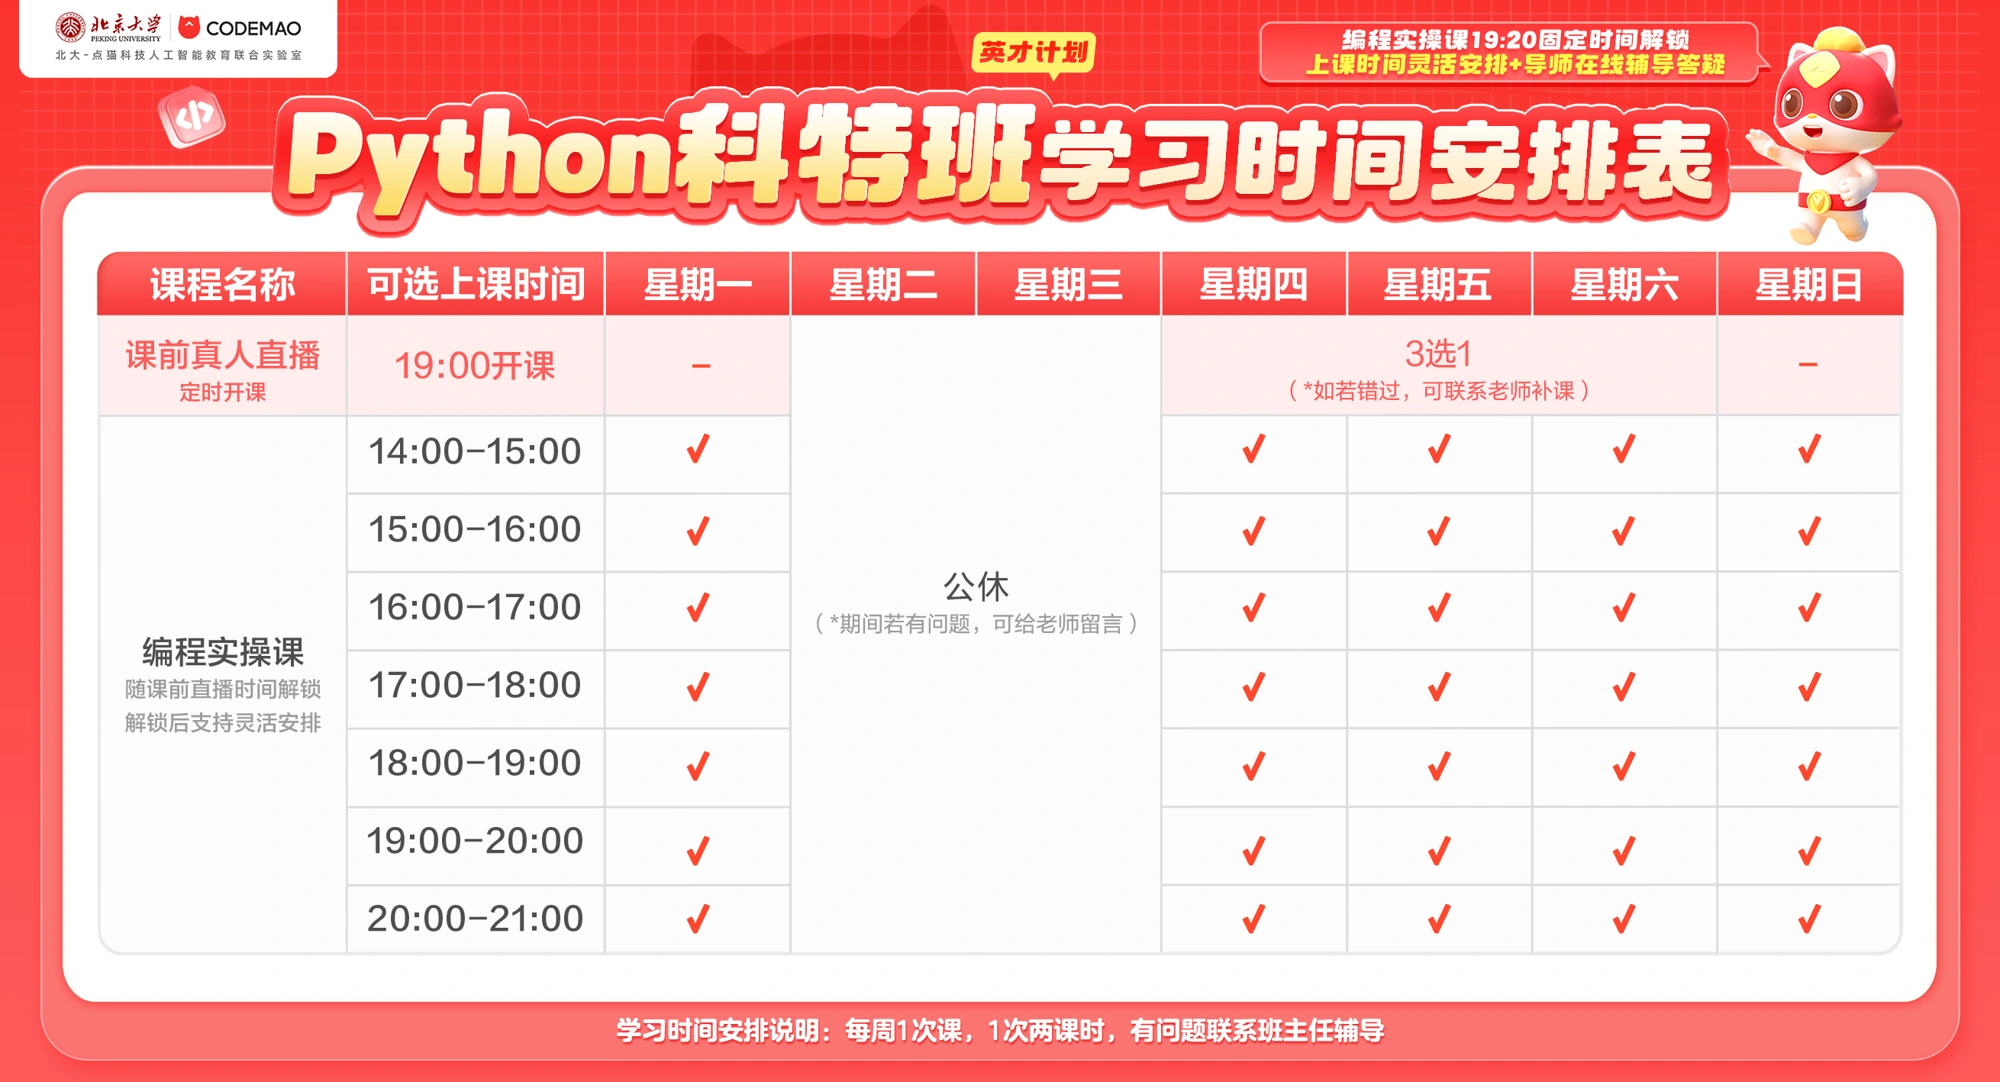 北京大学
PEKING UNIVERSITY
CODEMAO
北大-点猫科技人工智能教育联合实验室
英才计划
编程实操课19:20固定时间解锁
上课时间灵活安排+导师在线辅导答疑
</>
Python科特班学习时间安排表
课程名称 可选上课时间 星期一 星期二 星期三 星期四 星期五 星期六 星期日
课前真人直播
定时开课
19:00开课
–
3选1
（*如若错过，可联系老师补课）
–
14:00–15:00 ✓ ✓ ✓ ✓ ✓
15:00–16:00 ✓ ✓ ✓ ✓ ✓
16:00–17:00 ✓ ✓ ✓ ✓ ✓
公休
（*期间若有问题，可给老师留言）
编程实操课
随课前直播时间解锁
解锁后支持灵活安排
17:00–18:00 ✓ ✓ ✓ ✓ ✓
18:00–19:00 ✓ ✓ ✓ ✓ ✓
19:00–20:00 ✓ ✓ ✓ ✓ ✓
20:00–21:00 ✓ ✓ ✓ ✓ ✓
学习时间安排说明：每周1次课，1次两课时，有问题联系班主任辅导